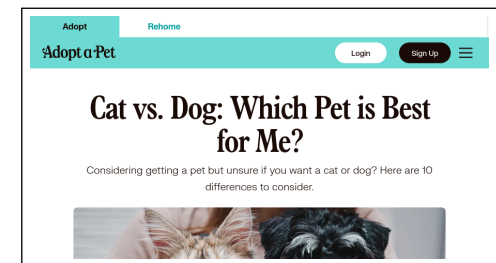 Adopt Rehome
Adopt a Pet
Login Sign Up
Cat vs. Dog: Which Pet is Best
for Me?
Considering getting a pet but unsure if you want a cat or dog? Here are 10
differences to consider.